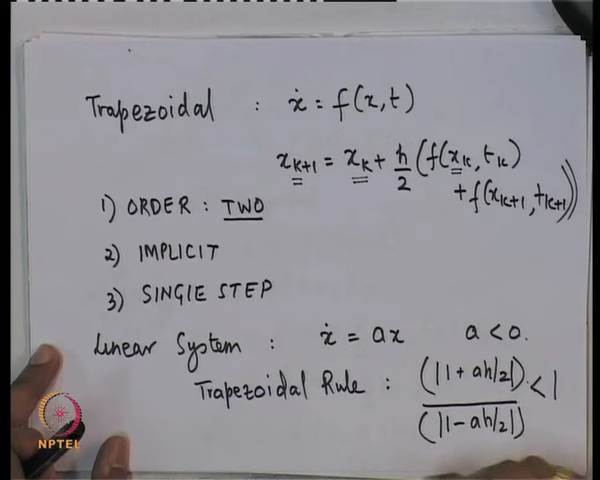 Trapezoidal : ẋ = f(x,t)
x_{k+1} = x_k + h/2 (f(x_k, t_k)
+ f(x_{k+1}, t_{k+1}))
1) ORDER : TWO
2) IMPLICIT
3) SINGLE STEP
Linear System : ẋ = ax a < 0.
Trapezoidal Rule : (|1 + ah/2|) / (|1 - ah/2|) < 1
NPTEL